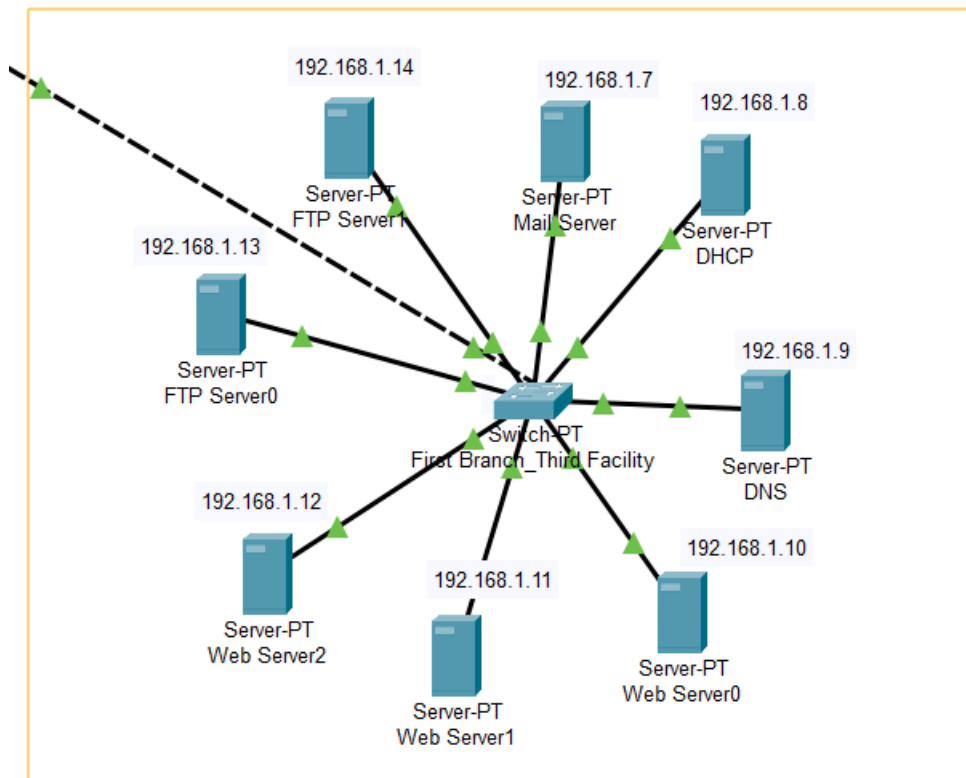 192.168.1.14
Server-PT
FTP Server1
192.168.1.7
Server-PT
Mail Server
192.168.1.8
Server-PT
DHCP
192.168.1.13
Server-PT
FTP Server0
192.168.1.9
Server-PT
DNS
Switch-PT
First Branch_Third Facility
192.168.1.12
Server-PT
Web Server2
192.168.1.11
Server-PT
Web Server1
192.168.1.10
Server-PT
Web Server0